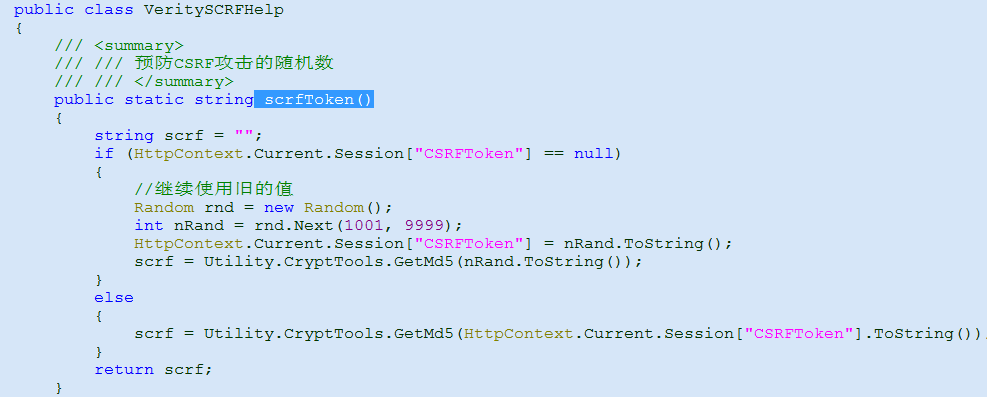 public class VeritySCRFHelp
{
/// <summary>
/// /// 预防CSRF攻击的随机数
/// /// </summary>
public static string scrfToken()
{
string scrf = "";
if (HttpContext.Current.Session["CSRFToken"] == null)
{
//继续使用旧的值
Random rnd = new Random();
int nRand = rnd.Next(1001, 9999);
HttpContext.Current.Session["CSRFToken"] = nRand.ToString();
scrf = Utility.CryptTools.GetMd5(nRand.ToString());
}
else
{
scrf = Utility.CryptTools.GetMd5(HttpContext.Current.Session["CSRFToken"].ToString());
}
return scrf;
}